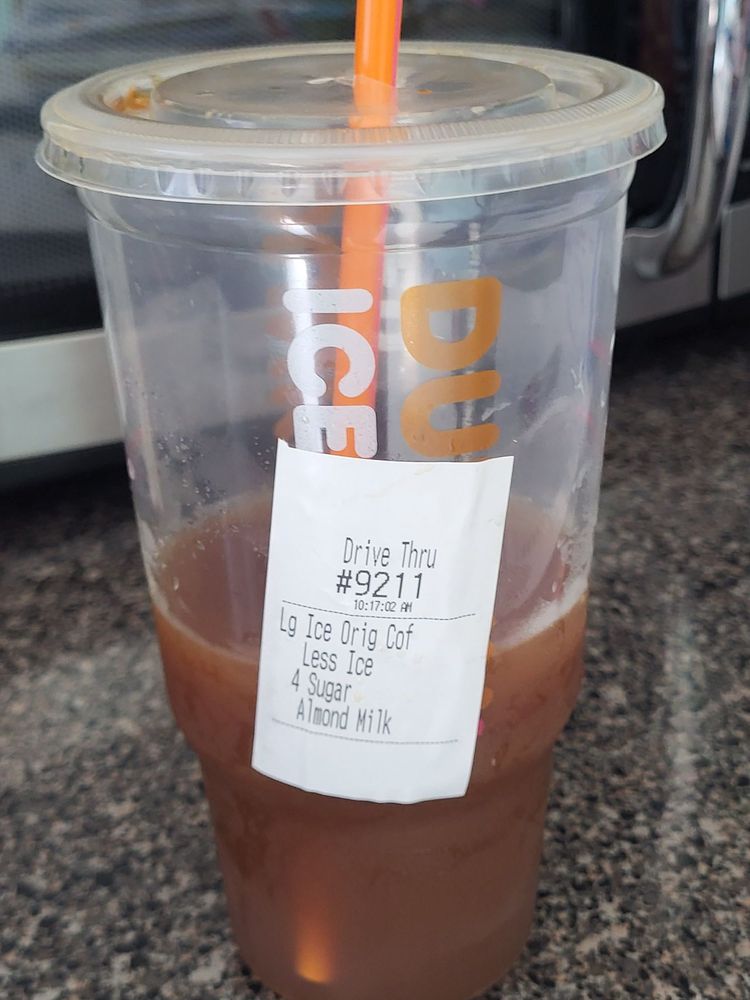 ICE
DU
Drive Thru
#9211
10:17:02 AM
Lg Ice Orig Cof
Less Ice
4 Sugar
Almond Milk